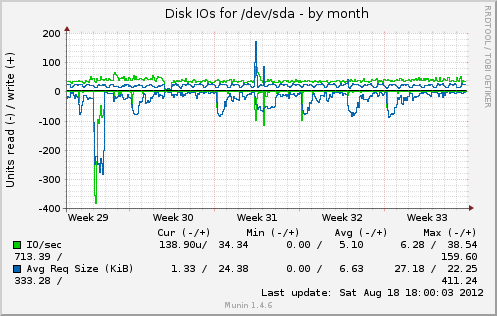 Disk IOs for /dev/sda - by month
RRDTOOL / TOBI OETIKER
Units read (-) / write (+)
200
100
0
-100
-200
-300
-400
Week 29 Week 30 Week 31 Week 32 Week 33
Cur (-/+) Min (-/+) Avg (-/+) Max (-/+)
IO/sec 138.90u/ 34.34 0.00 / 5.10 6.28 / 38.54
713.39 / 159.60
Avg Req Size (KiB) 1.33 / 24.38 0.00 / 6.63 27.18 / 22.25
333.28 / 411.24
Last update: Sat Aug 18 18:00:03 2012
Munin 1.4.6